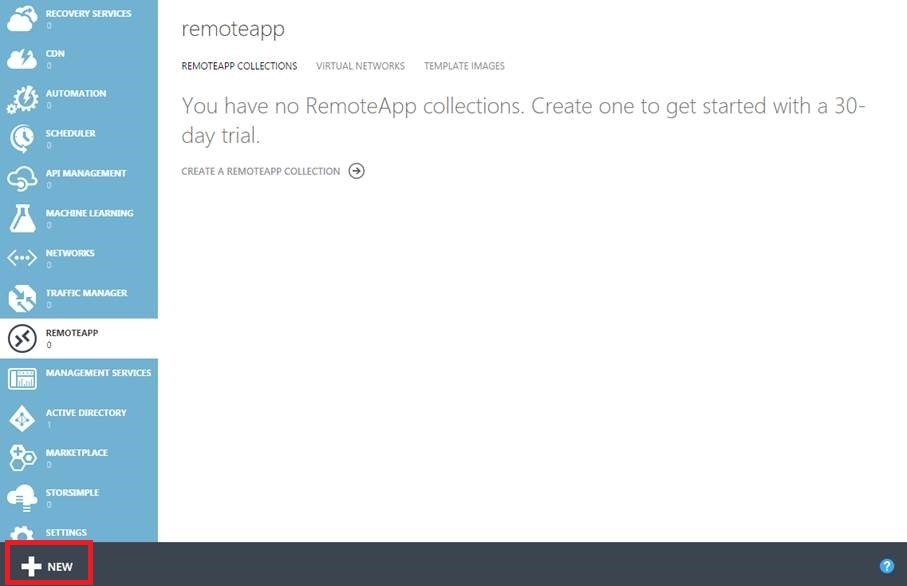 RECOVERY SERVICES
0
CDN
0
AUTOMATION
0
SCHEDULER
0
API MANAGEMENT
0
MACHINE LEARNING
0
NETWORKS
0
TRAFFIC MANAGER
0
REMOTEAPP
0
MANAGEMENT SERVICES
ACTIVE DIRECTORY
1
MARKETPLACE
0
STORSIMPLE
0
SETTINGS
NEW
remoteapp
REMOTEAPP COLLECTIONS VIRTUAL NETWORKS TEMPLATE IMAGES
You have no RemoteApp collections. Create one to get started with a 30-
day trial.
CREATE A REMOTEAPP COLLECTION
?